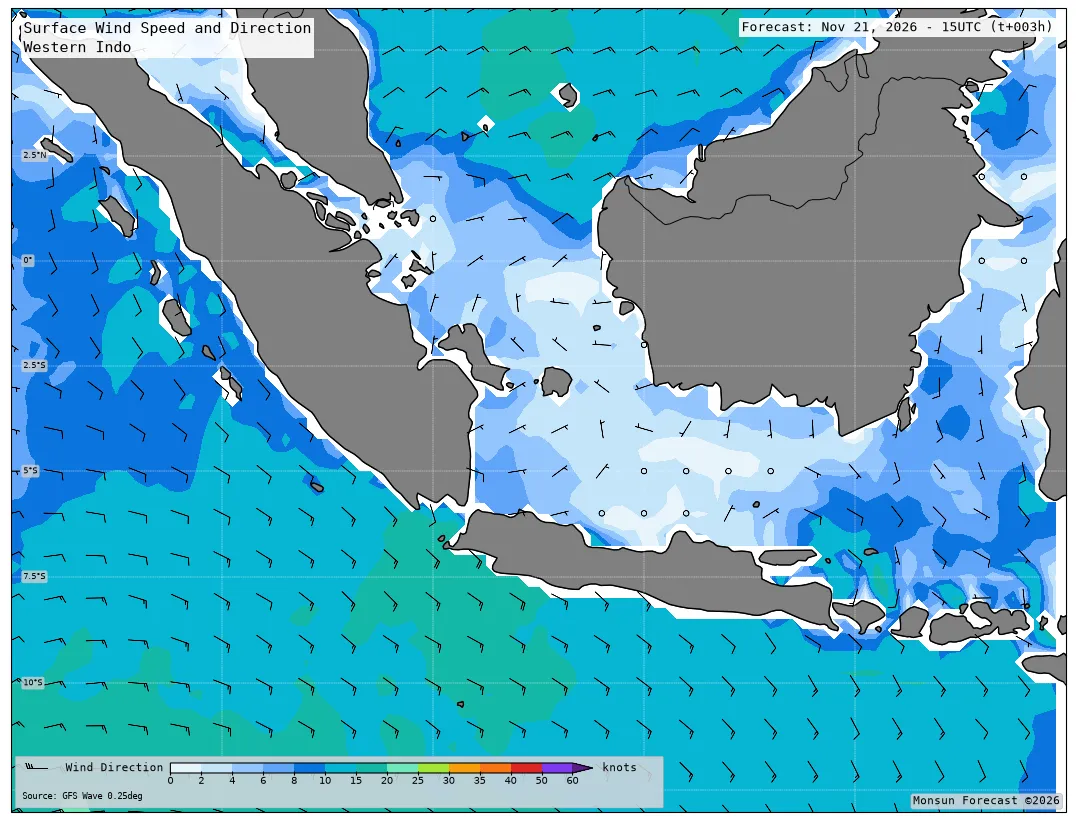 Surface Wind Speed and Direction
Western Indo
Forecast: Nov 21, 2026 - 15UTC (t+003h)
2.5°N
0°
2.5°S
5°S
7.5°S
10°S
Wind Direction
0 2 4 6 8 10 15 20 25 30 35 40 50 60
knots
Source: GFS Wave 0.25deg
Monsun Forecast ©2026